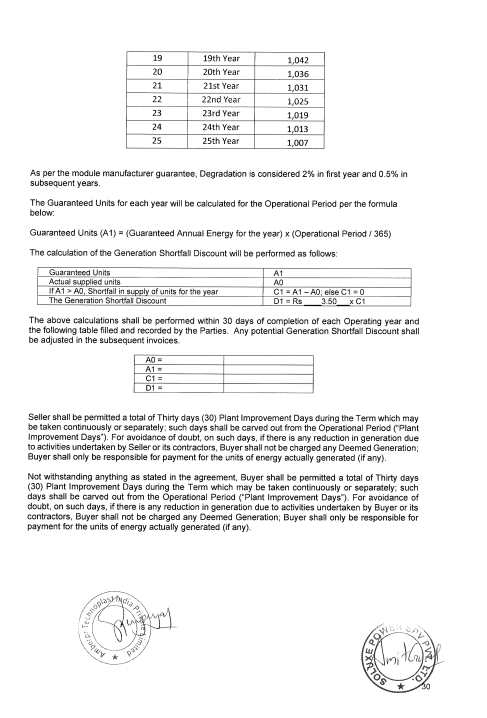 19 19th Year 1,042
20 20th Year 1,036
21 21st Year 1,031
22 22nd Year 1,025
23 23rd Year 1,019
24 24th Year 1,013
25 25th Year 1,007
As per the module manufacturer guarantee, Degradation is considered 2% in first year and 0.5% in
subsequent years.
The Guaranteed Units for each year will be calculated for the Operational Period per the formula
below:
Guaranteed Units (A1) = (Guaranteed Annual Energy for the year) x (Operational Period / 365)
The calculation of the Generation Shortfall Discount will be performed as follows:
Guaranteed Units A1
Actual supplied units A0
If A1 > A0, Shortfall in supply of units for the year C1 = A1 – A0; else C1 = 0
The Generation Shortfall Discount D1 = Rs ___3.50__ x C1
The above calculations shall be performed within 30 days of completion of each Operating year and
the following table filled and recorded by the Parties. Any potential Generation Shortfall Discount shall
be adjusted in the subsequent invoices.
A0 =
A1 =
C1 =
D1 =
Seller shall be permitted a total of Thirty days (30) Plant Improvement Days during the Term which may
be taken continuously or separately; such days shall be carved out from the Operational Period ("Plant
Improvement Days"). For avoidance of doubt, on such days, if there is any reduction in generation due
to activities undertaken by Seller or its contractors, Buyer shall not be charged any Deemed Generation;
Buyer shall only be responsible for payment for the units of energy actually generated (if any).
Not withstanding anything as stated in the agreement, Buyer shall be permitted a total of Thirty days
(30) Plant Improvement Days during the Term which may be taken continuously or separately; such
days shall be carved out from the Operational Period ("Plant Improvement Days"). For avoidance of
doubt, on such days, if there is any reduction in generation due to activities undertaken by Buyer or its
contractors, Buyer shall not be charged any Deemed Generation; Buyer shall only be responsible for
payment for the units of energy actually generated (if any).
Amberjr Technoplast India Private Limited
SOLUXE POWER SPV PVT. LTD.
30